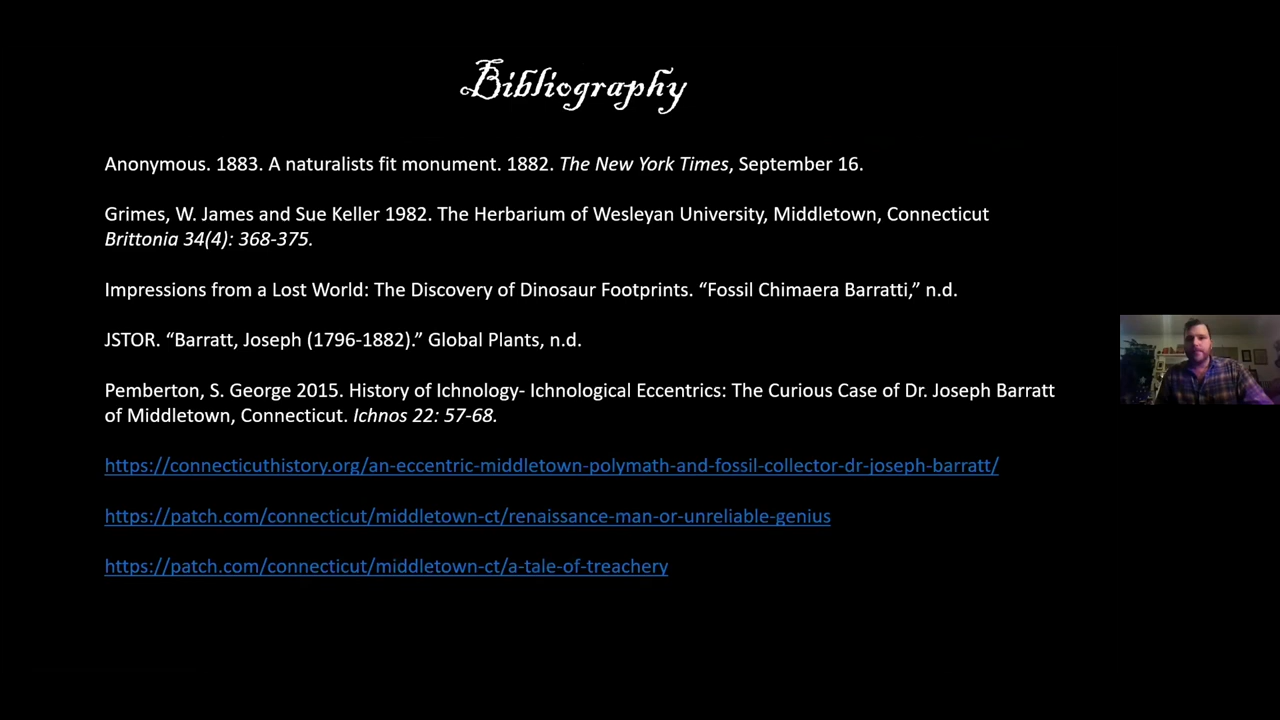 Bibliography
Anonymous. 1883. A naturalists fit monument. 1882. The New York Times, September 16.
Grimes, W. James and Sue Keller 1982. The Herbarium of Wesleyan University, Middletown, Connecticut
Brittonia 34(4): 368-375.
Impressions from a Lost World: The Discovery of Dinosaur Footprints. “Fossil Chimaera Barratti,” n.d.
JSTOR. “Barratt, Joseph (1796-1882).” Global Plants, n.d.
Pemberton, S. George 2015. History of Ichnology- Ichnological Eccentrics: The Curious Case of Dr. Joseph Barratt
of Middletown, Connecticut. Ichnos 22: 57-68.
https://connecticuthistory.org/an-eccentric-middletown-polymath-and-fossil-collector-dr-joseph-barratt/
https://patch.com/connecticut/middletown-ct/renaissance-man-or-unreliable-genius
https://patch.com/connecticut/middletown-ct/a-tale-of-treachery